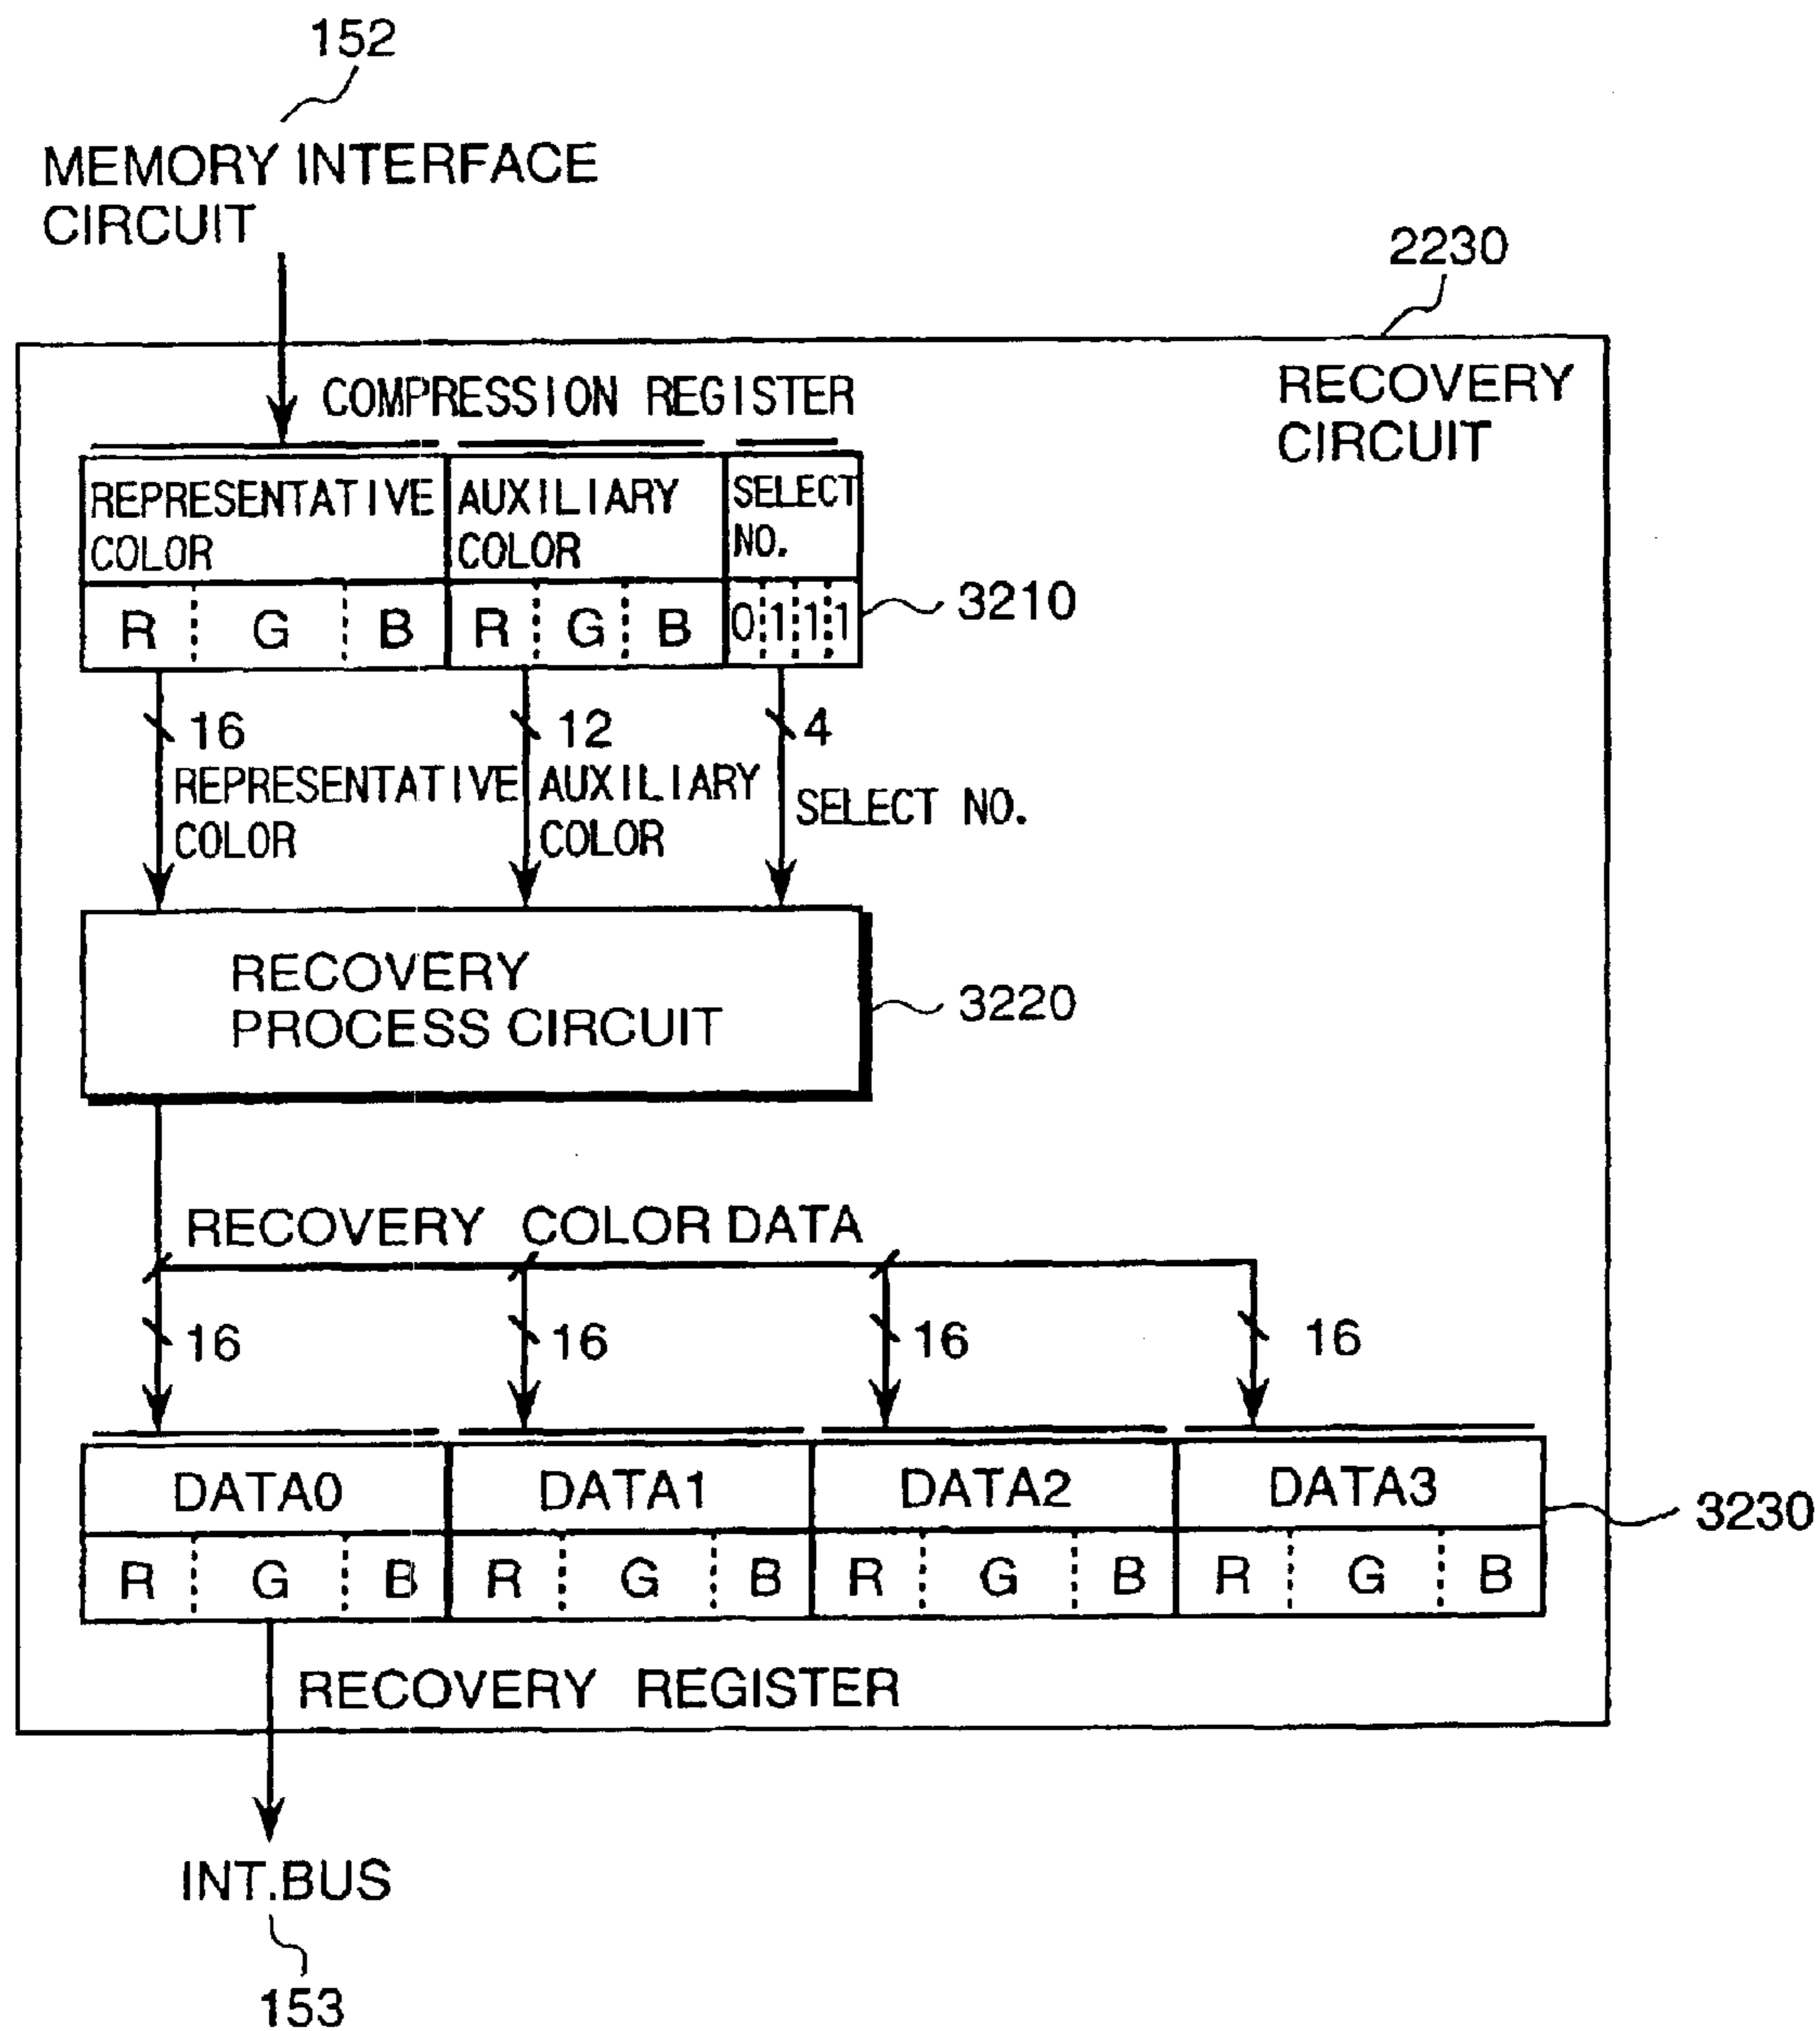 152
MEMORY INTERFACE
CIRCUIT
2230
RECOVERY
CIRCUIT
COMPRESSION REGISTER
REPRESENTATIVE
COLOR
AUXILIARY
COLOR
SELECT
NO.
R G B R G B 0 1 1 1
3210
16
REPRESENTATIVE
COLOR
12
AUXILIARY
COLOR
4
SELECT NO.
RECOVERY
PROCESS CIRCUIT
3220
RECOVERY COLOR DATA
16 16 16 16
DATA0 DATA1 DATA2 DATA3
3230
R G B R G B R G B R G B
RECOVERY REGISTER
INT.BUS
153